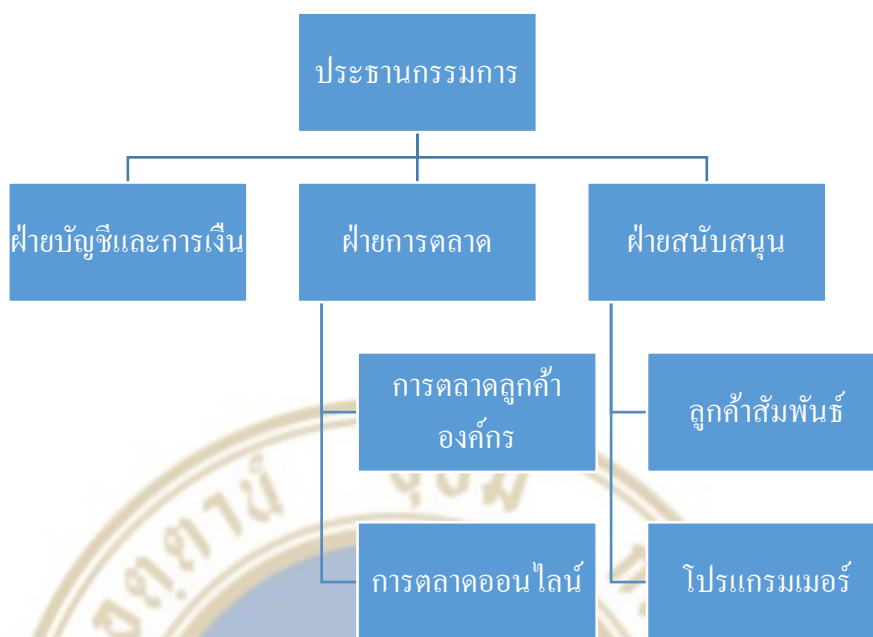 ประธานกรรมการ
ฝ่ายบัญชีและการเงิน
ฝ่ายการตลาด
ฝ่ายสนับสนุน
การตลาดลูกค้า
องค์กร
ลูกค้าสัมพันธ์
การตลาดออนไลน์
โปรแกรมเมอร์